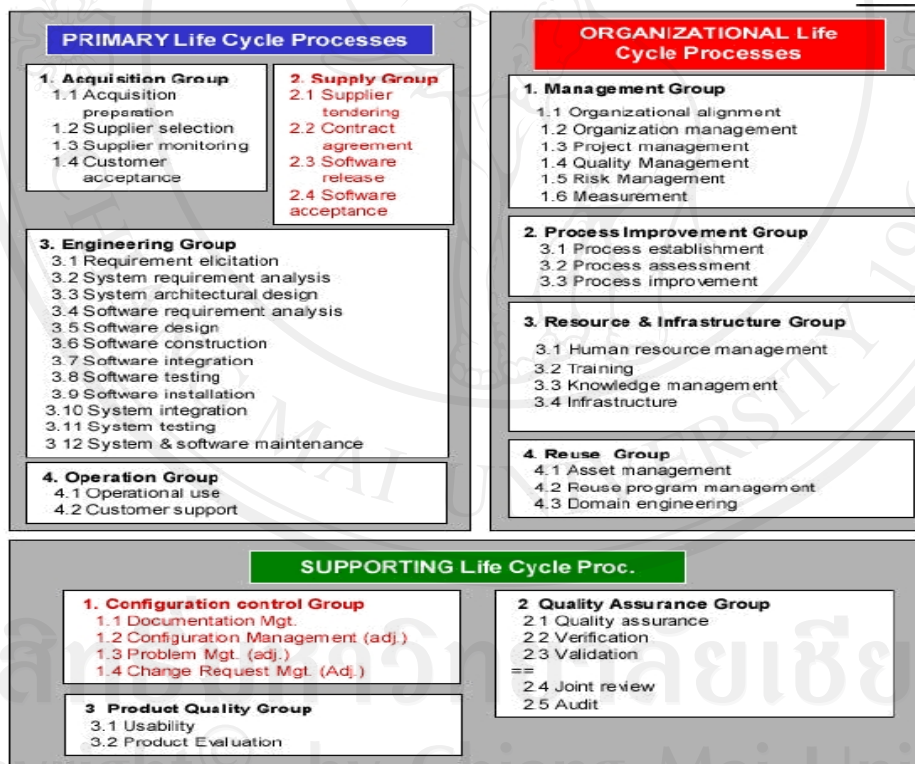 PRIMARY Life Cycle Processes
1. Acquisition Group
1.1 Acquisition
preparation
1.2 Supplier selection
1.3 Supplier monitoring
1.4 Customer
acceptance
2. Supply Group
2.1 Supplier
tendering
2.2 Contract
agreement
2.3 Software
release
2.4 Software
acceptance
3. Engineering Group
3.1 Requirement elicitation
3.2 System requirement analysis
3.3 System architectural design
3.4 Software requirement analysis
3.5 Software design
3.6 Software construction
3.7 Software integration
3.8 Software testing
3.9 Software installation
3.10 System integration
3.11 System testing
3 12 System & software maintenance
4. Operation Group
4.1 Operational use
4.2 Customer support
ORGANIZATIONAL Life
Cycle Processes
1. Management Group
1.1 Organizational alignment
1.2 Organization management
1.3 Project management
1.4 Quality Management
1.5 Risk Management
1.6 Measurement
2. Process Improvement Group
3.1 Process establishment
3.2 Process assessment
3.3 Process improvement
3. Resource & Infrastructure Group
3.1 Human resource management
3.2 Training
3.3 Knowledge management
3.4 Infrastructure
4. Reuse Group
4.1 Asset management
4.2 Reuse program management
4.3 Domain engineering
SUPPORTING Life Cycle Proc.
1. Configuration control Group
1.1 Documentation Mgt.
1.2 Configuration Management (adj.)
1.3 Problem Mgt. (adj.)
1.4 Change Request Mgt. (Adj.)
2 Quality Assurance Group
2.1 Quality assurance
2.2 Verification
2.3 Validation
==
2.4 Joint review
2.5 Audit
3 Product Quality Group
3.1 Usability
3.2 Product Evaluation
MAI UNIVERSITY